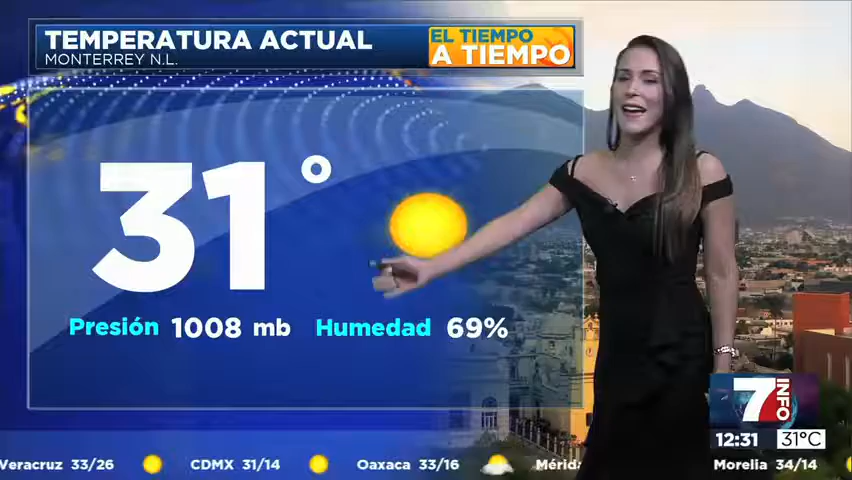 TEMPERATURA ACTUAL
MONTERREY N.L.
EL TIEMPO
A TIEMPO
31°
Presión 1008 mb Humedad 69%
7 INFO
12:31 31°C
Veracruz 33/26 CDMX 31/14 Oaxaca 33/16 Mérida Morelia 34/14